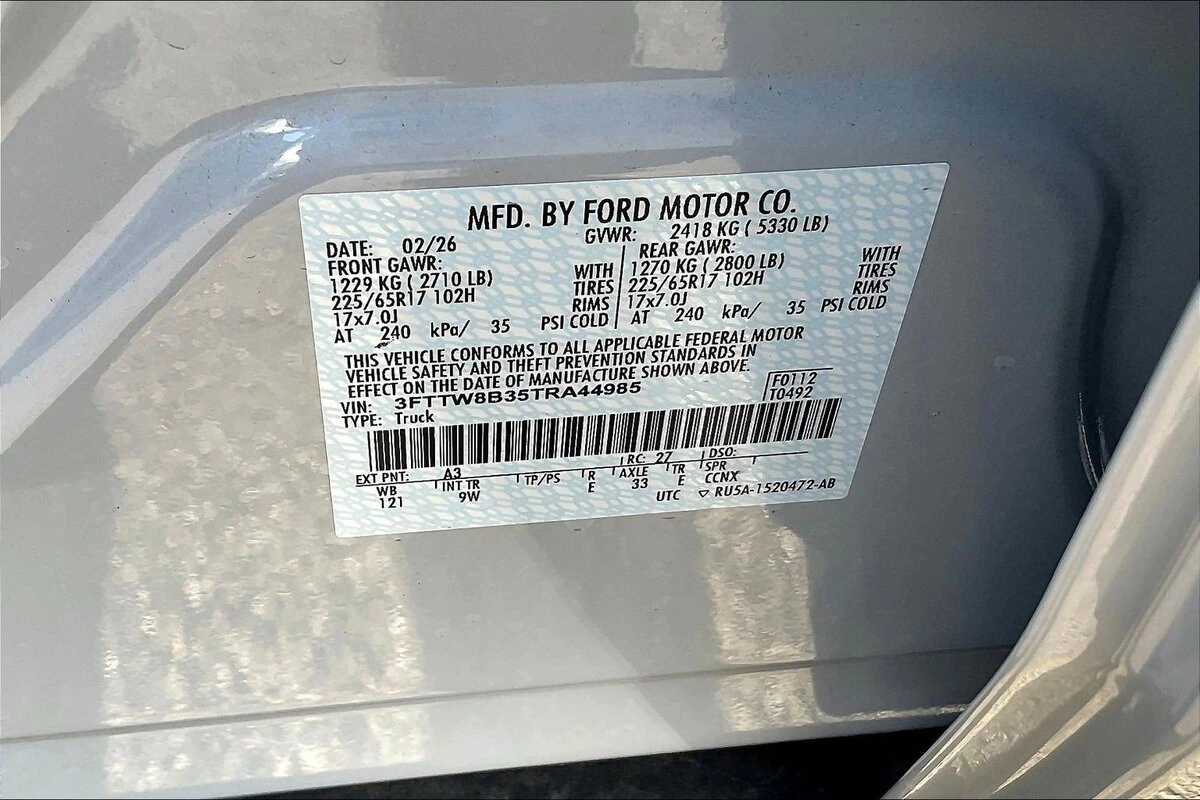 MFD. BY FORD MOTOR CO.
DATE: 02/26 GVWR: 2418 KG ( 5330 LB)
FRONT GAWR: REAR GAWR:
1229 KG ( 2710 LB) WITH 1270 KG ( 2800 LB) WITH
225/65R17 102H TIRES 225/65R17 102H TIRES
17x7.0J RIMS 17x7.0J RIMS
AT 240 kPa/ 35 PSI COLD AT 240 kPa/ 35 PSI COLD
THIS VEHICLE CONFORMS TO ALL APPLICABLE FEDERAL MOTOR
VEHICLE SAFETY AND THEFT PREVENTION STANDARDS IN
EFFECT ON THE DATE OF MANUFACTURE SHOWN ABOVE.
VIN: 3FTTW8B35TRA44985 F0112
TYPE: Truck T0492
EXT PNT: A3 RC: 27 DSO:
WB INT TR TP/PS R AXLE TR SPR
121 9W E 33 E CCNX
UTC ▽ RU5A-1520472-AB